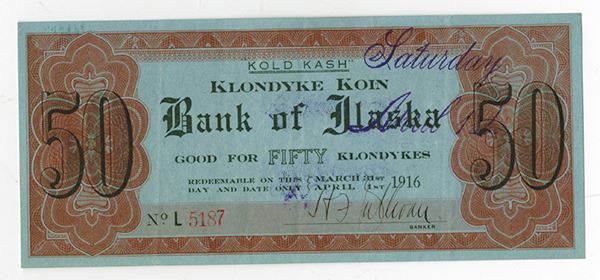 "KOLD KASH"
Saturday
KLONDYKE KOIN
50
Bank of Alaska
50
GOOD FOR FIFTY KLONDYKES
REDEEMABLE ON THIS MARCH 31ST
DAY AND DATE ONLY APRIL 1ST 1916
No L 5187
BANKER